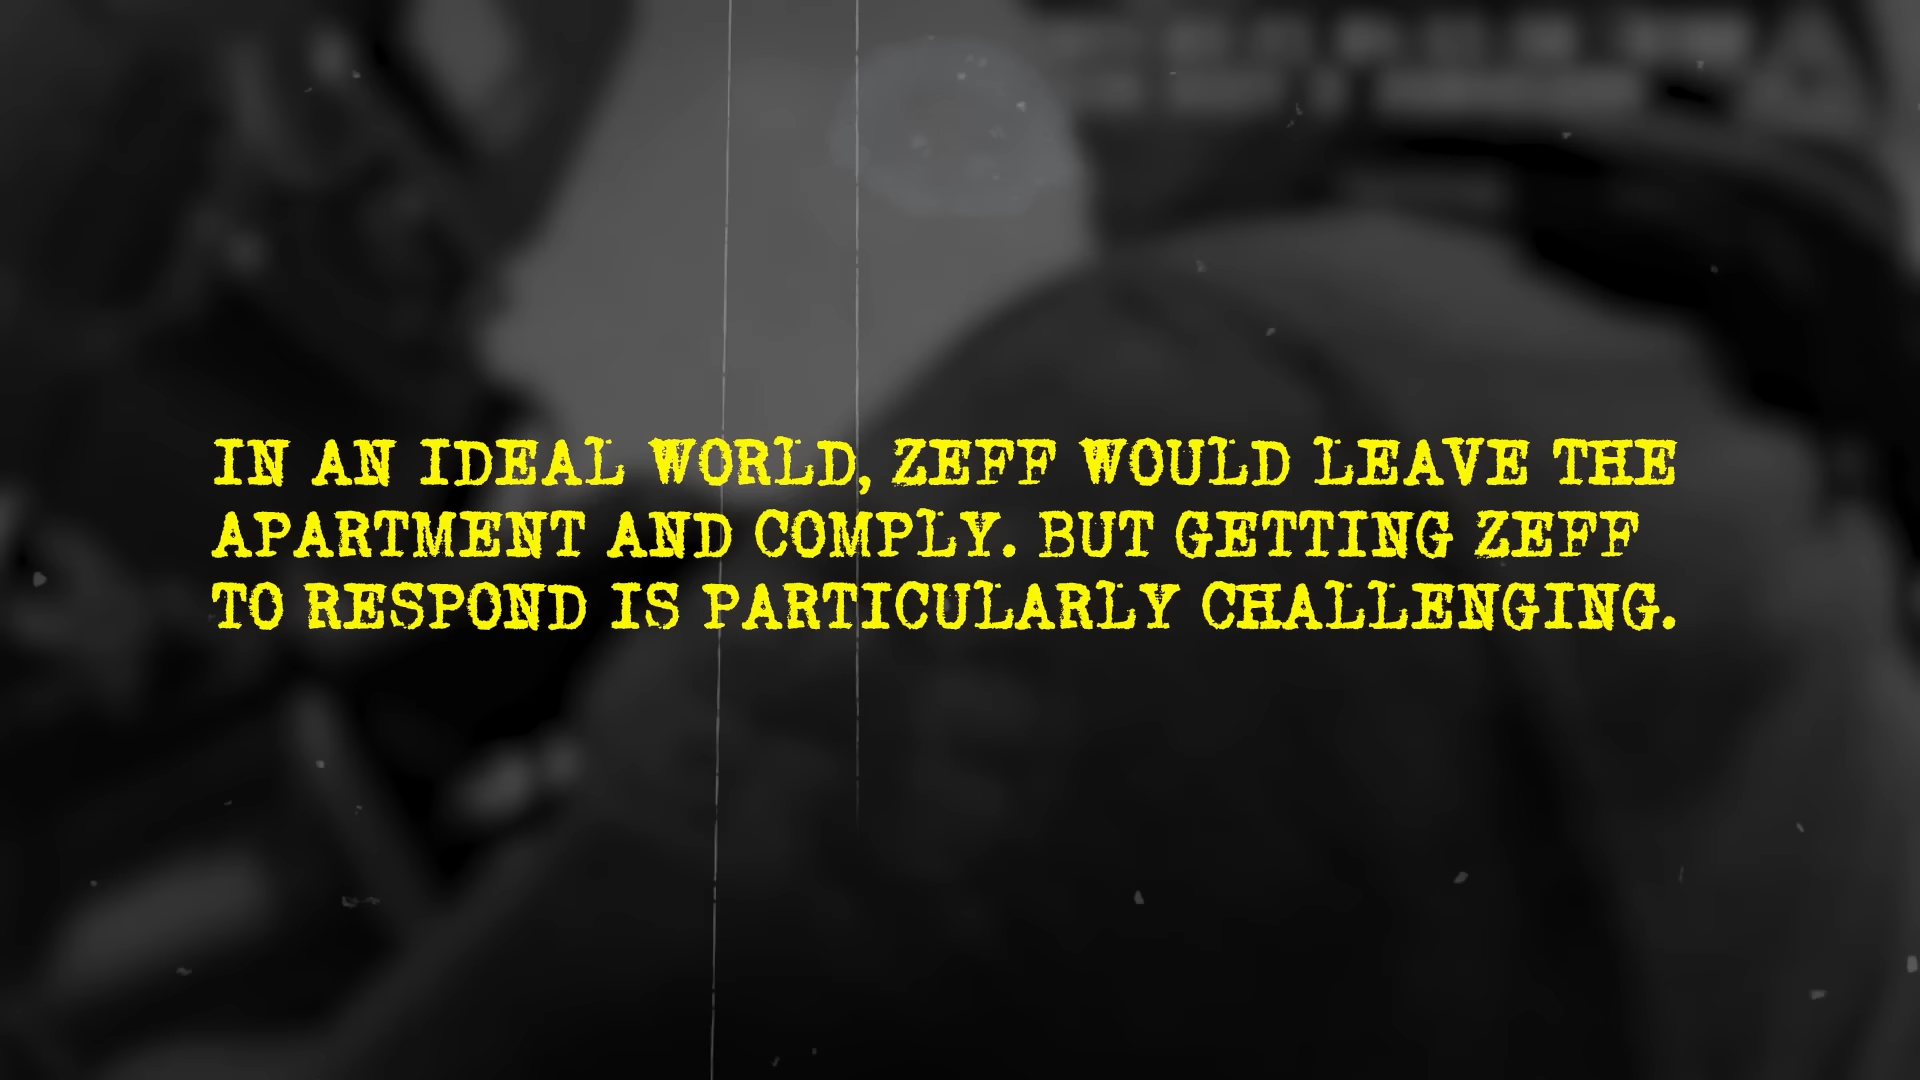 IN AN IDEAL WORLD, ZEFF WOULD LEAVE THE
APARTMENT AND COMPLY. BUT GETTING ZEFF
TO RESPOND IS PARTICULARLY CHALLENGING.